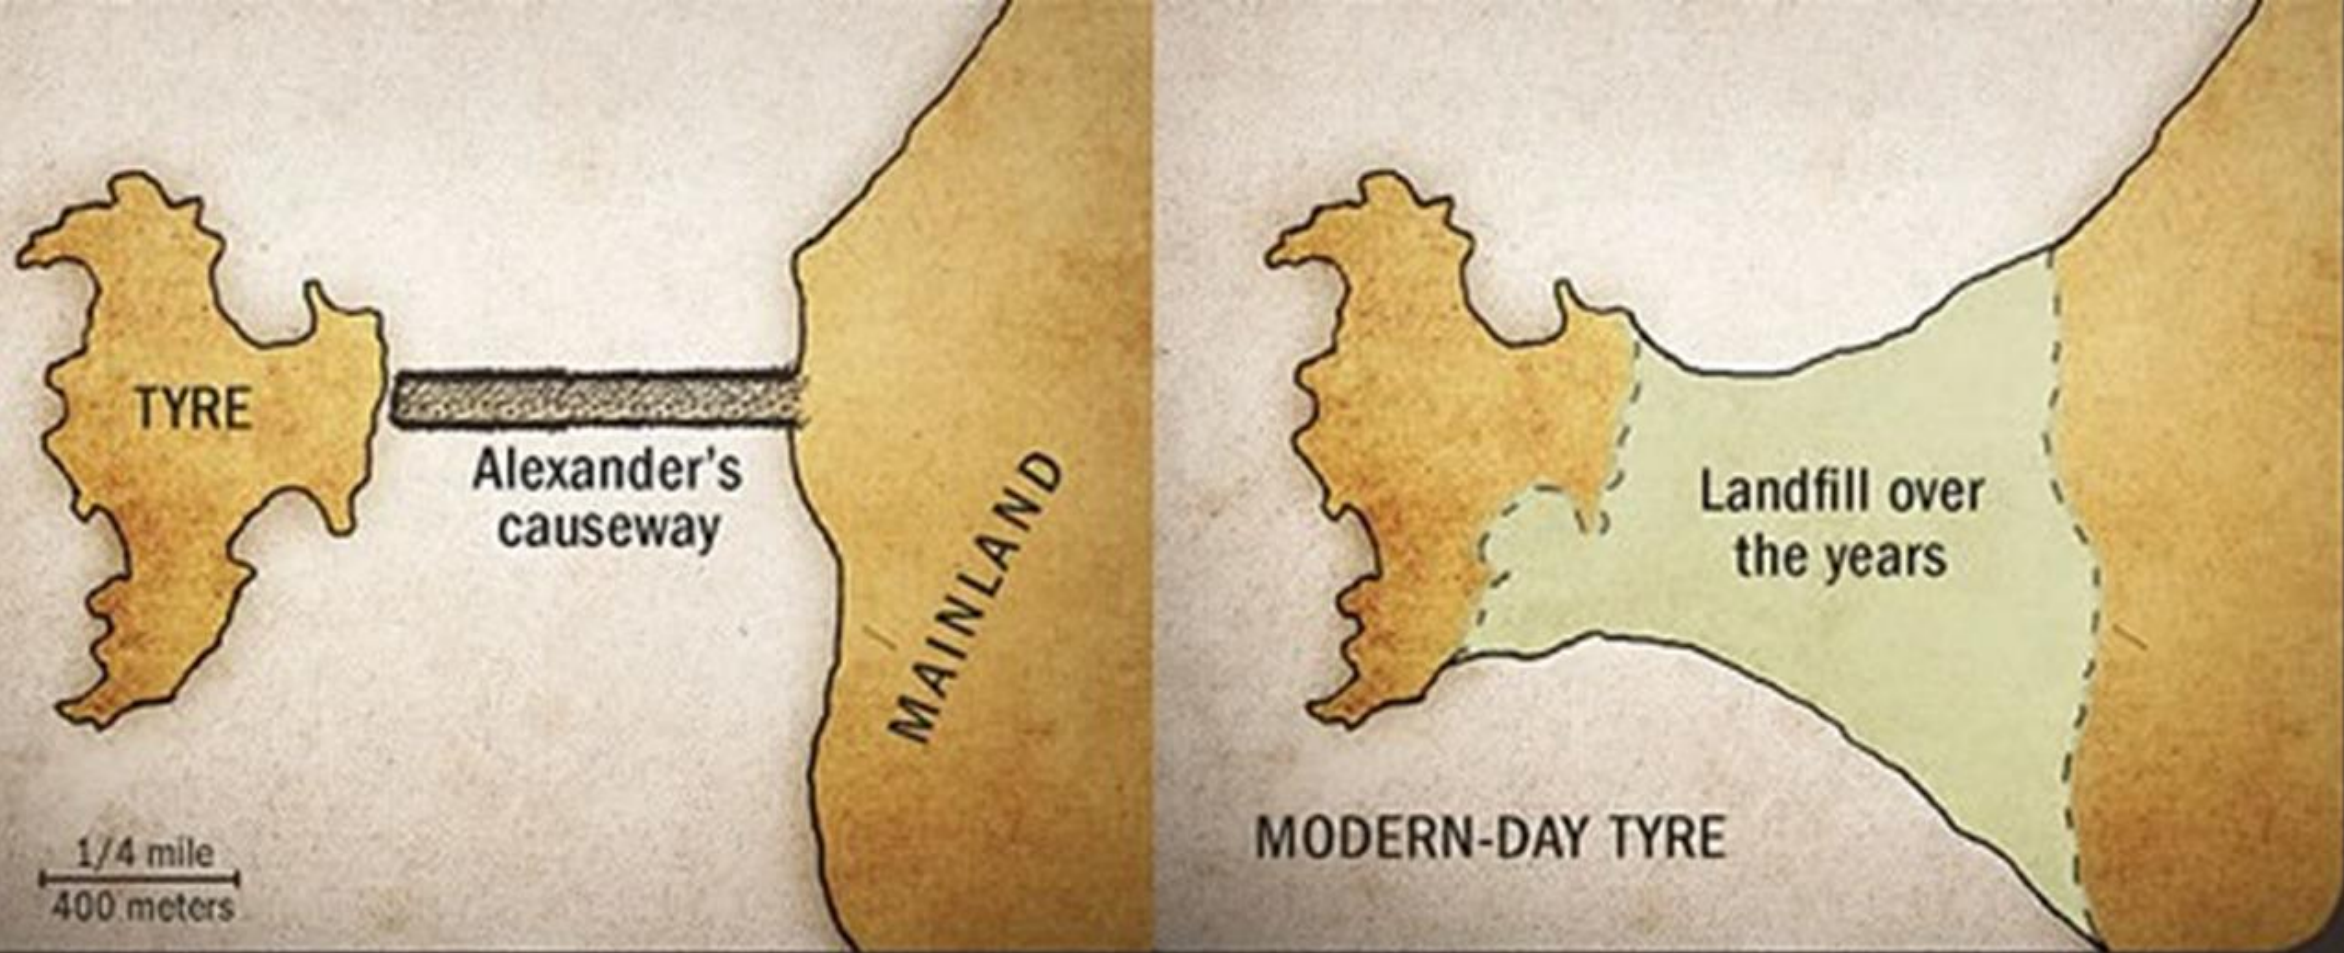 TYRE
Alexander's
causeway
MAINLAND
1/4 mile
400 meters
Landfill over
the years
MODERN-DAY TYRE